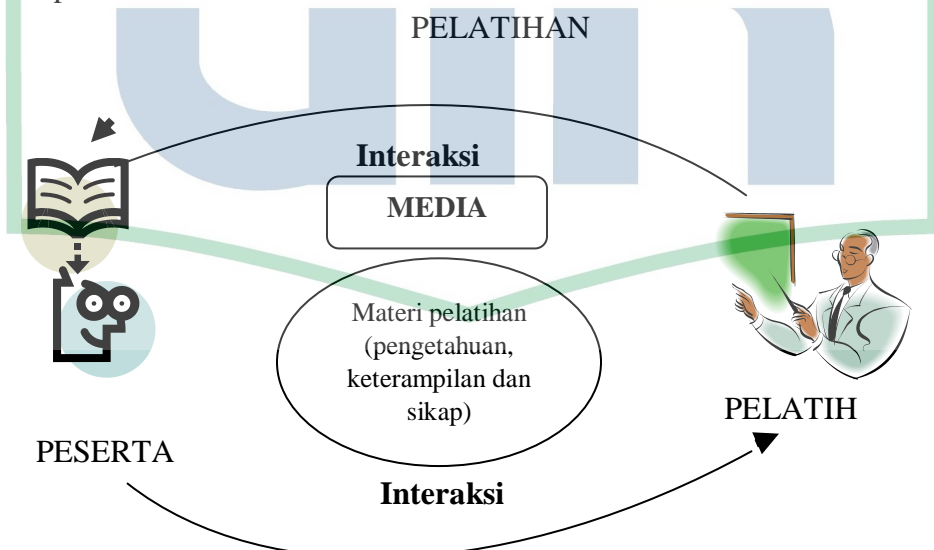 PELATIHAN
Interaksi
MEDIA
Materi pelatihan
(pengetahuan,
keterampilan dan
sikap)
PELATIH
PESERTA
Interaksi